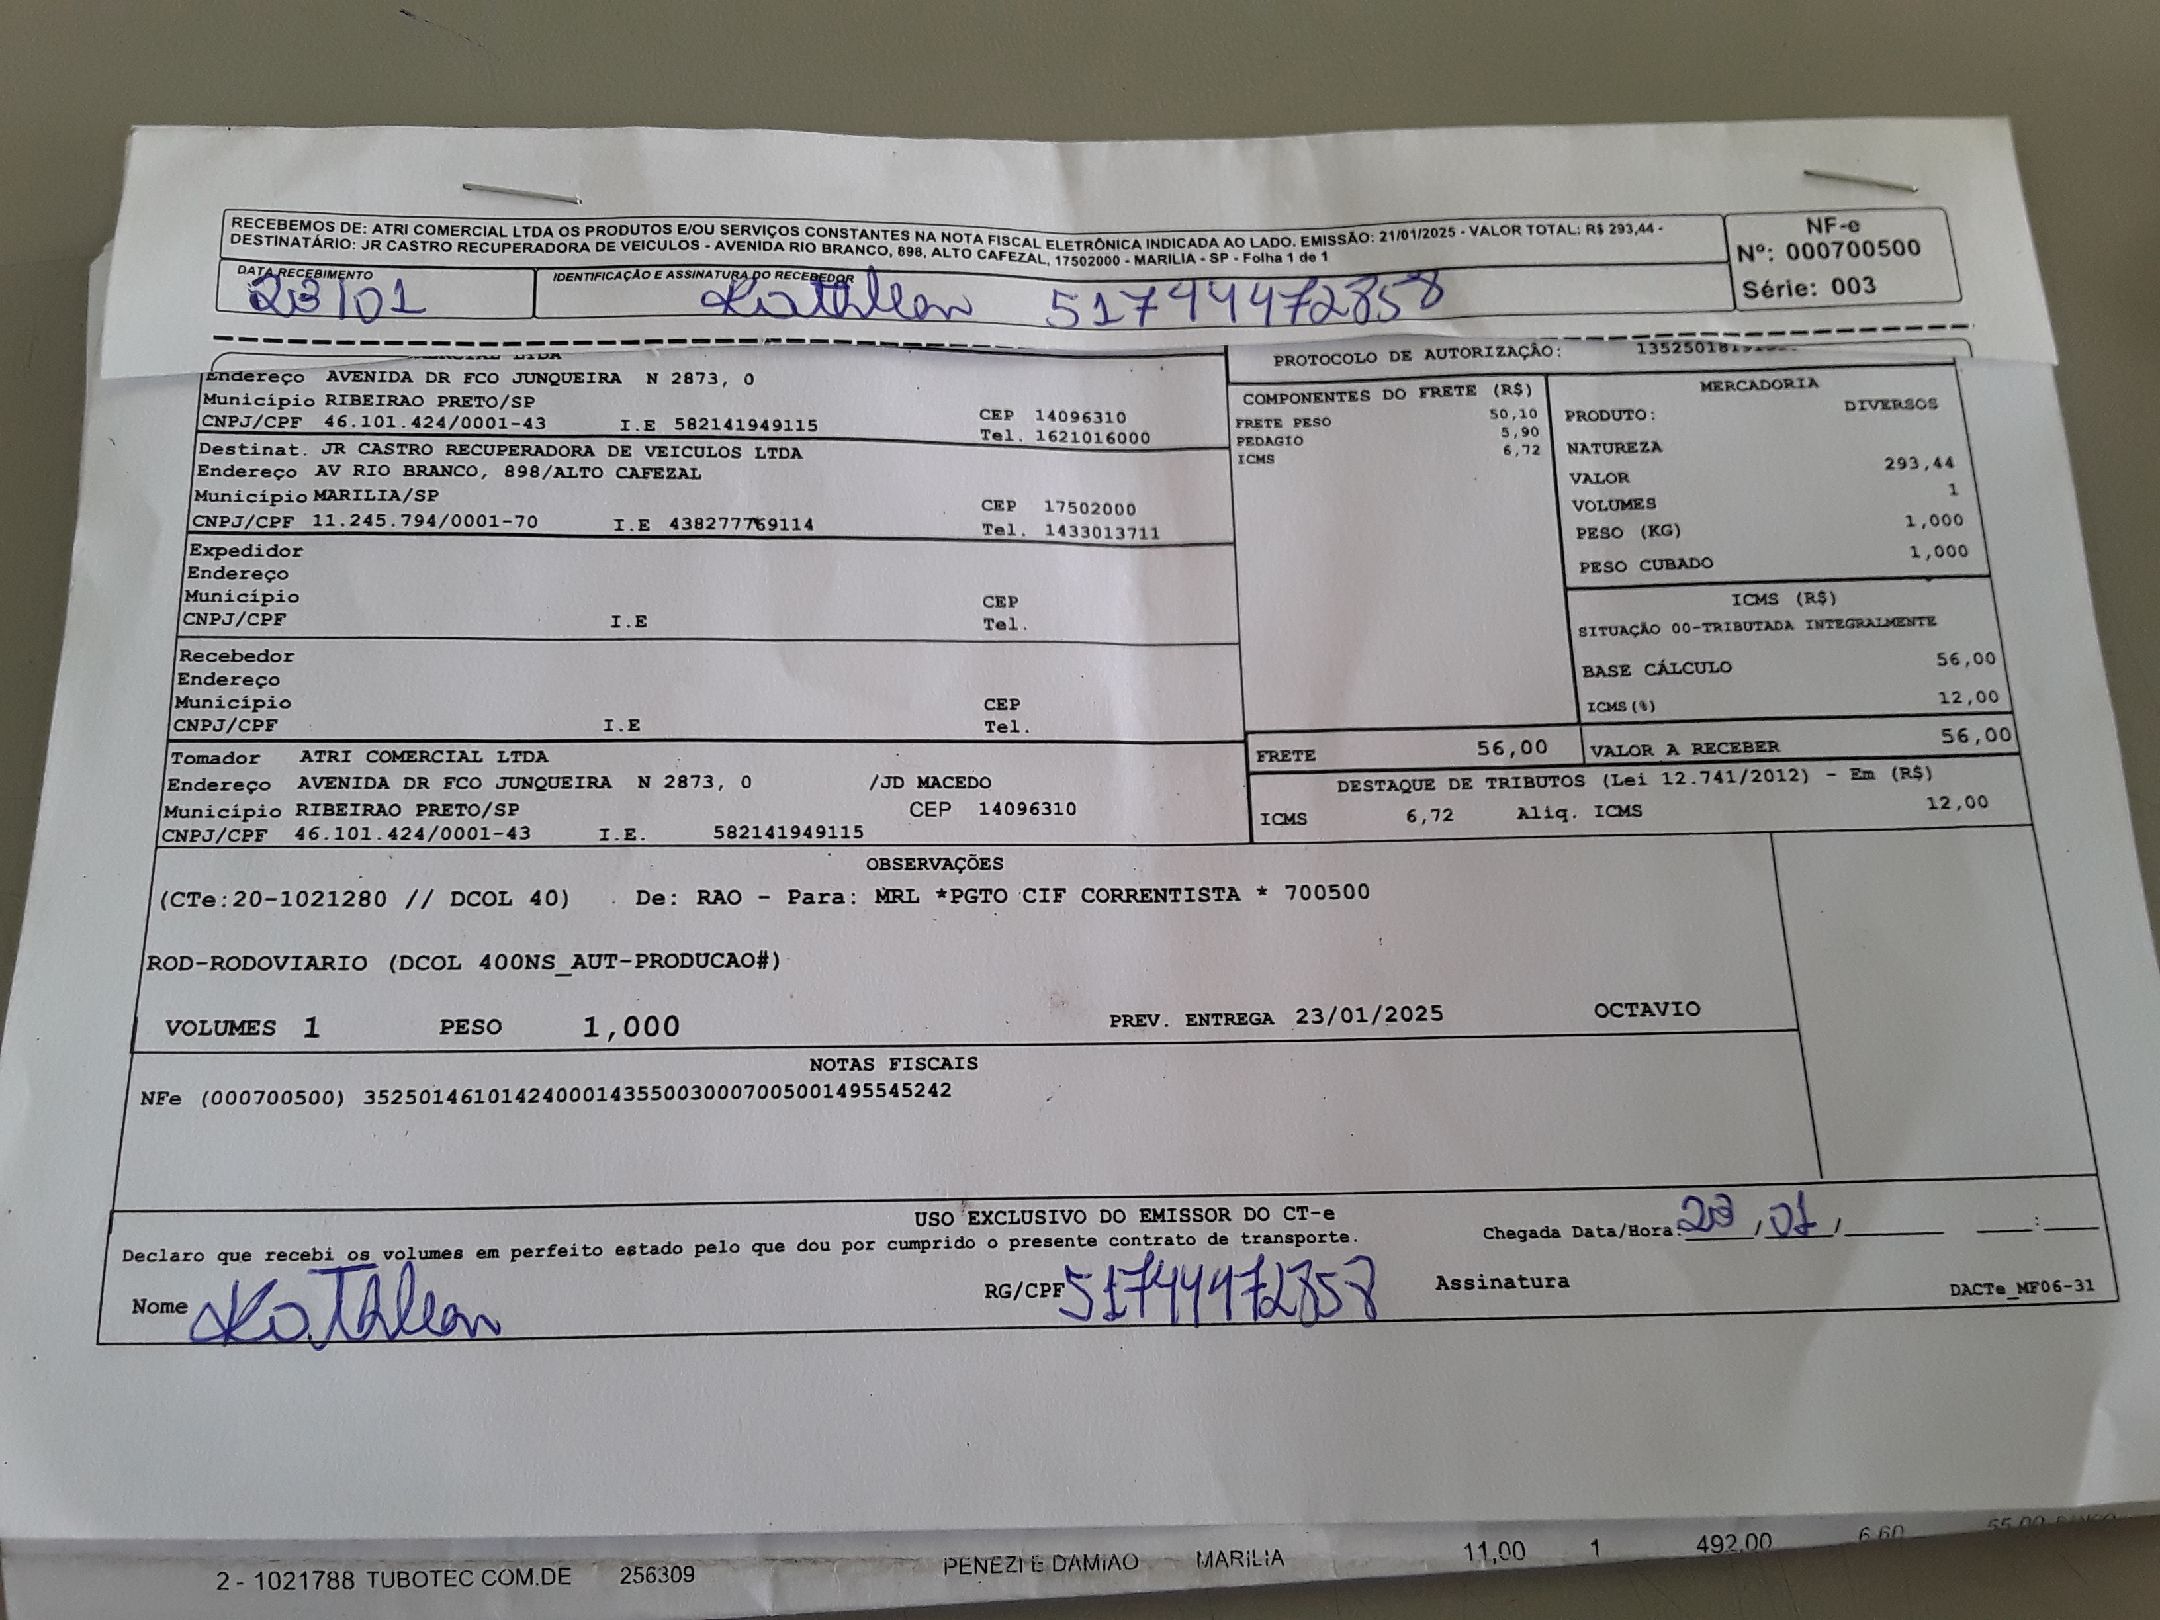 RECEBEMOS DE: ATRI COMERCIAL LTDA OS PRODUTOS E/OU SERVIÇOS CONSTANTES NA NOTA FISCAL ELETRÔNICA INDICADA AO LADO. EMISSÃO: 21/01/2025 - VALOR TOTAL: R$ 293,44 -
DESTINATÁRIO: JR CASTRO RECUPERADORA DE VEICULOS - AVENIDA RIO BRANCO, 898, ALTO CAFEZAL, 17502000 - MARILIA - SP - Folha 1 de 1
NF-e
Nº: 000700500
Série: 003
DATA RECEBIMENTO
23/01
IDENTIFICAÇÃO E ASSINATURA DO RECEBEDOR
Kathleen 51744472858
PROTOCOLO DE AUTORIZAÇÃO:
LTDA
Endereço AVENIDA DR FCO JUNQUEIRA N 2873, 0
Município RIBEIRAO PRETO/SP CEP 14096310
CNPJ/CPF 46.101.424/0001-43 I.E 582141949115 Tel. 1621016000
Destinat. JR CASTRO RECUPERADORA DE VEICULOS LTDA
Endereço AV RIO BRANCO, 898/ALTO CAFEZAL
Município MARILIA/SP CEP 17502000
CNPJ/CPF 11.245.794/0001-70 I.E 438277769114 Tel. 1433013711
Expedidor
Endereço
Município CEP
CNPJ/CPF I.E Tel.
Recebedor
Endereço
Município CEP
CNPJ/CPF I.E Tel.
Tomador ATRI COMERCIAL LTDA
Endereço AVENIDA DR FCO JUNQUEIRA N 2873, 0 /JD MACEDO
Município RIBEIRAO PRETO/SP CEP 14096310
CNPJ/CPF 46.101.424/0001-43 I.E. 582141949115
COMPONENTES DO FRETE (R$)
FRETE PESO 50,10
PEDAGIO 5,90
ICMS 6,72
MERCADORIA
PRODUTO: DIVERSOS
NATUREZA
VALOR 293,44
VOLUMES 1
PESO (KG) 1,000
PESO CUBADO 1,000
ICMS (R$)
SITUAÇÃO 00-TRIBUTADA INTEGRALMENTE
BASE CÁLCULO 56,00
ICMS(%) 12,00
FRETE 56,00 VALOR A RECEBER 56,00
DESTAQUE DE TRIBUTOS (Lei 12.741/2012) - Em (R$)
ICMS 6,72 Aliq. ICMS 12,00
OBSERVAÇÕES
(CTe:20-1021280 // DCOL 40) De: RAO - Para: MRL *PGTO CIF CORRENTISTA * 700500
ROD-RODOVIARIO (DCOL 400NS_AUT-PRODUCAO#)
VOLUMES 1 PESO 1,000 PREV. ENTREGA 23/01/2025 OCTAVIO
NOTAS FISCAIS
NFe (000700500) 35250146101424000143550030007005001495545242
USO EXCLUSIVO DO EMISSOR DO CT-e
Declaro que recebi os volumes em perfeito estado pelo que dou por cumprido o presente contrato de transporte.
Chegada Data/Hora: 23/01/ :
Nome Kathleen RG/CPF 51744472858 Assinatura
DACTe_MF06-31
2 - 1021788 TUBOTEC COM.DE 256309 PENEZI E DAMIAO MARILIA 11,00 1 492,00 6,60